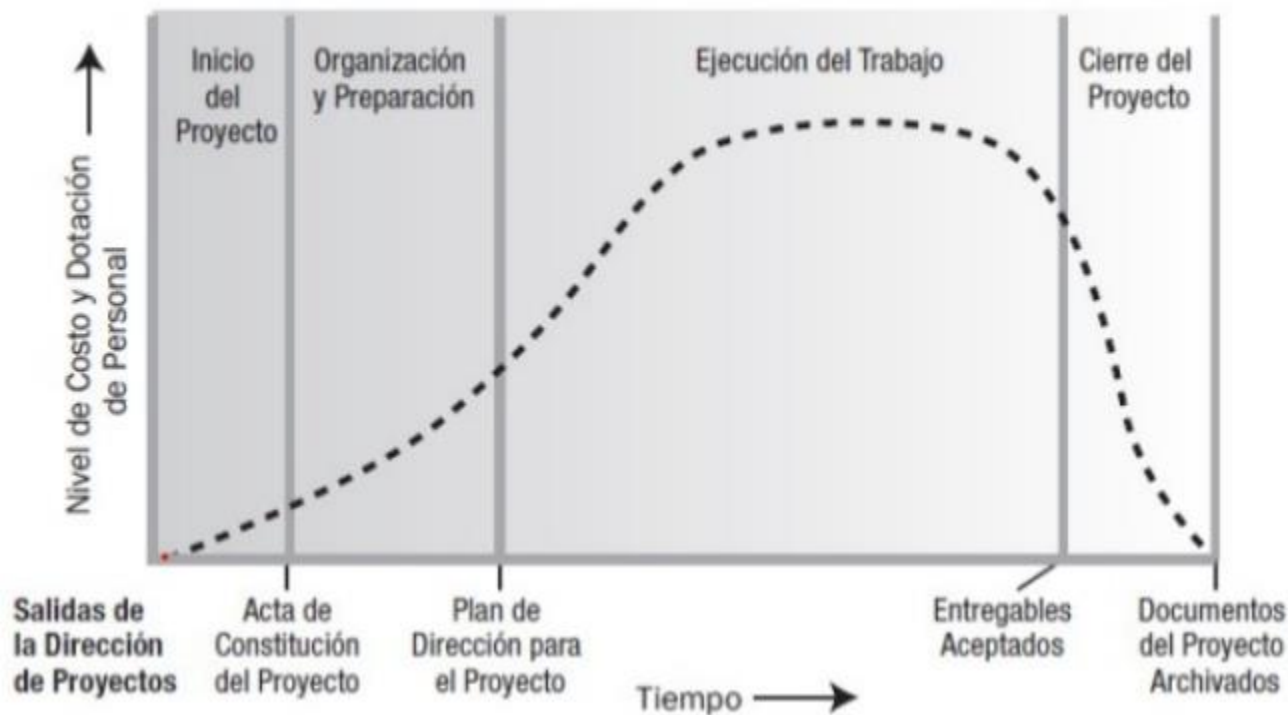 Inicio
del
Proyecto
Organización
y Preparación
Ejecución del Trabajo
Cierre del
Proyecto
Nivel de Costo y Dotación
de Personal
Salidas de
la Dirección
de Proyectos
Acta de
Constitución
del Proyecto
Plan de
Dirección para
el Proyecto
Tiempo
Entregables
Aceptados
Documentos
del Proyecto
Archivados